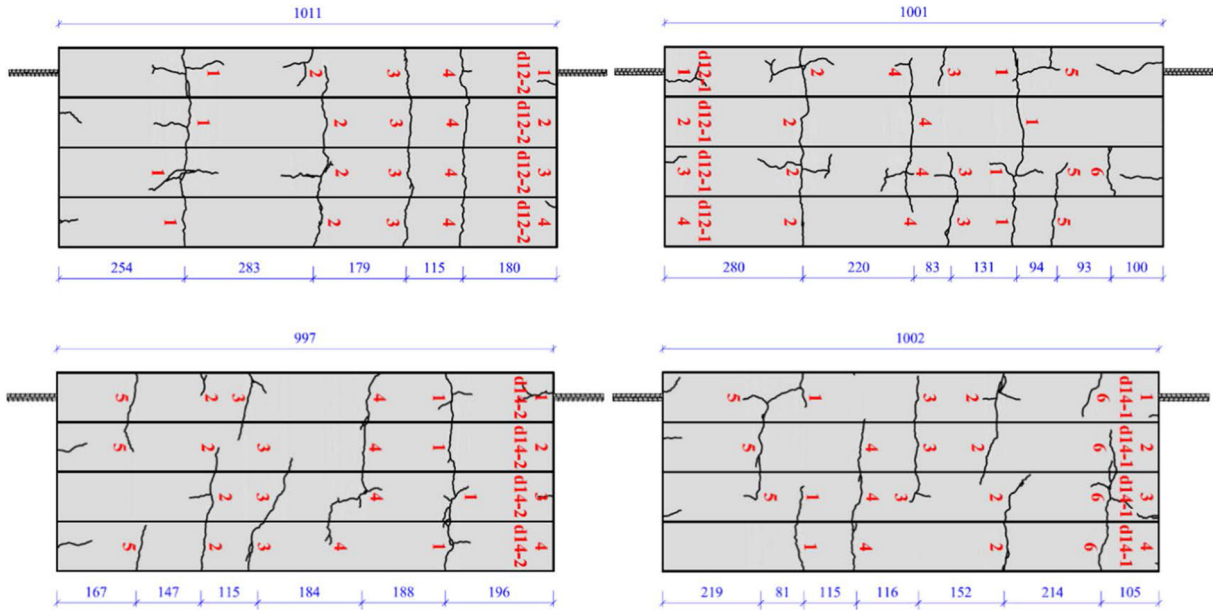 1011
1 2 3 4 d12-2 1
1 2 3 4 d12-2 2
1 2 3 4 d12-2 3
1 2 3 4 d12-2 4
254 283 179 115 180
1001
1 d12-1 2 4 3 1 5
2 d12-1 2 4 1
3 d12-1 2 4 3 1 5 6
4 d12-1 2 4 3 1 5
280 220 83 131 94 93 100
997
5 2 3 4 1 d14-2 1
5 2 3 4 1 d14-2 2
2 3 4 1 d14-2 3
5 2 3 4 1 d14-2 4
167 147 115 184 188 196
1002
5 1 3 2 6 d14-1 1
5 4 3 2 6 d14-1 2
5 1 4 3 2 6 d14-1 3
1 4 2 6 d14-1 4
219 81 115 116 152 214 105